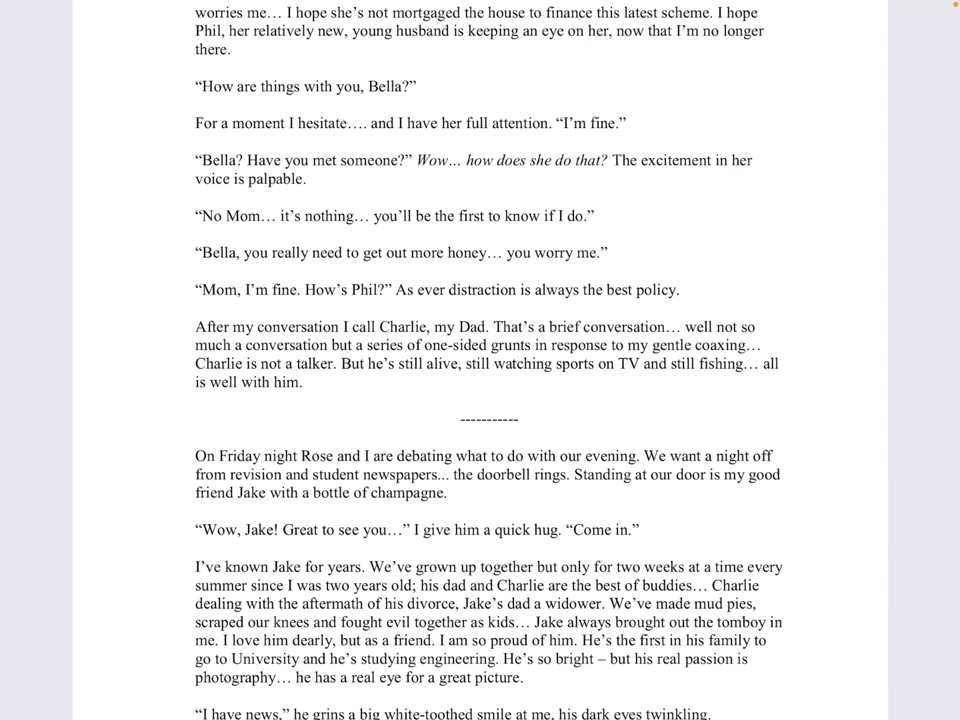 worries me… I hope she’s not mortgaged the house to finance this latest scheme. I hope
Phil, her relatively new, young husband is keeping an eye on her, now that I’m no longer
there.
“How are things with you, Bella?”
For a moment I hesitate…. and I have her full attention. “I’m fine.”
“Bella? Have you met someone?” Wow… how does she do that? The excitement in her
voice is palpable.
“No Mom… it’s nothing… you’ll be the first to know if I do.”
“Bella, you really need to get out more honey… you worry me.”
“Mom, I’m fine. How’s Phil?” As ever distraction is always the best policy.
After my conversation I call Charlie, my Dad. That’s a brief conversation… well not so
much a conversation but a series of one-sided grunts in response to my gentle coaxing…
Charlie is not a talker. But he’s still alive, still watching sports on TV and still fishing… all
is well with him.
-----------
On Friday night Rose and I are debating what to do with our evening. We want a night off
from revision and student newspapers... the doorbell rings. Standing at our door is my good
friend Jake with a bottle of champagne.
“Wow, Jake! Great to see you…” I give him a quick hug. “Come in.”
I’ve known Jake for years. We’ve grown up together but only for two weeks at a time every
summer since I was two years old; his dad and Charlie are the best of buddies… Charlie
dealing with the aftermath of his divorce, Jake’s dad a widower. We’ve made mud pies,
scraped our knees and fought evil together as kids… Jake always brought out the tomboy in
me. I love him dearly, but as a friend. I am so proud of him. He’s the first in his family to
go to University and he’s studying engineering. He’s so bright – but his real passion is
photography… he has a real eye for a great picture.
“I have news,” he grins a big white-toothed smile at me, his dark eyes twinkling.